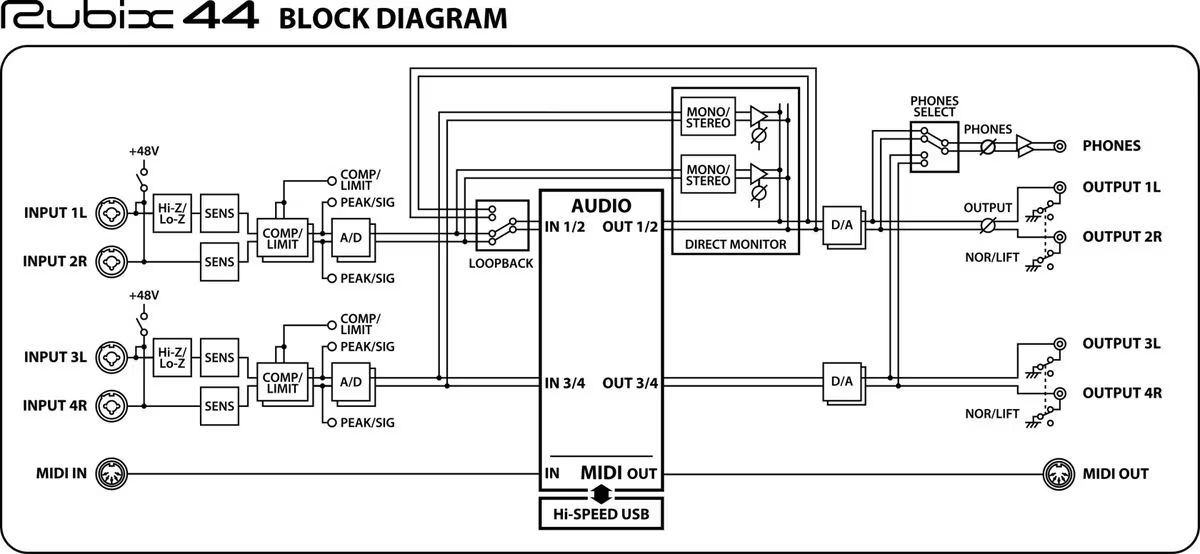 Rubix 44 BLOCK DIAGRAM
+48V
INPUT 1L
Hi-Z/
Lo-Z
SENS
INPUT 2R
SENS
COMP/
LIMIT
COMP/
LIMIT
PEAK/SIG
A/D
PEAK/SIG
LOOPBACK
MONO/
STEREO
MONO/
STEREO
DIRECT MONITOR
AUDIO
IN 1/2
OUT 1/2
D/A
PHONES
SELECT
PHONES
PHONES
OUTPUT
OUTPUT 1L
OUTPUT 2R
NOR/LIFT
+48V
INPUT 3L
Hi-Z/
Lo-Z
SENS
INPUT 4R
SENS
COMP/
LIMIT
COMP/
LIMIT
PEAK/SIG
A/D
PEAK/SIG
IN 3/4
OUT 3/4
D/A
OUTPUT 3L
OUTPUT 4R
NOR/LIFT
MIDI IN
IN MIDI OUT
MIDI OUT
Hi-SPEED USB